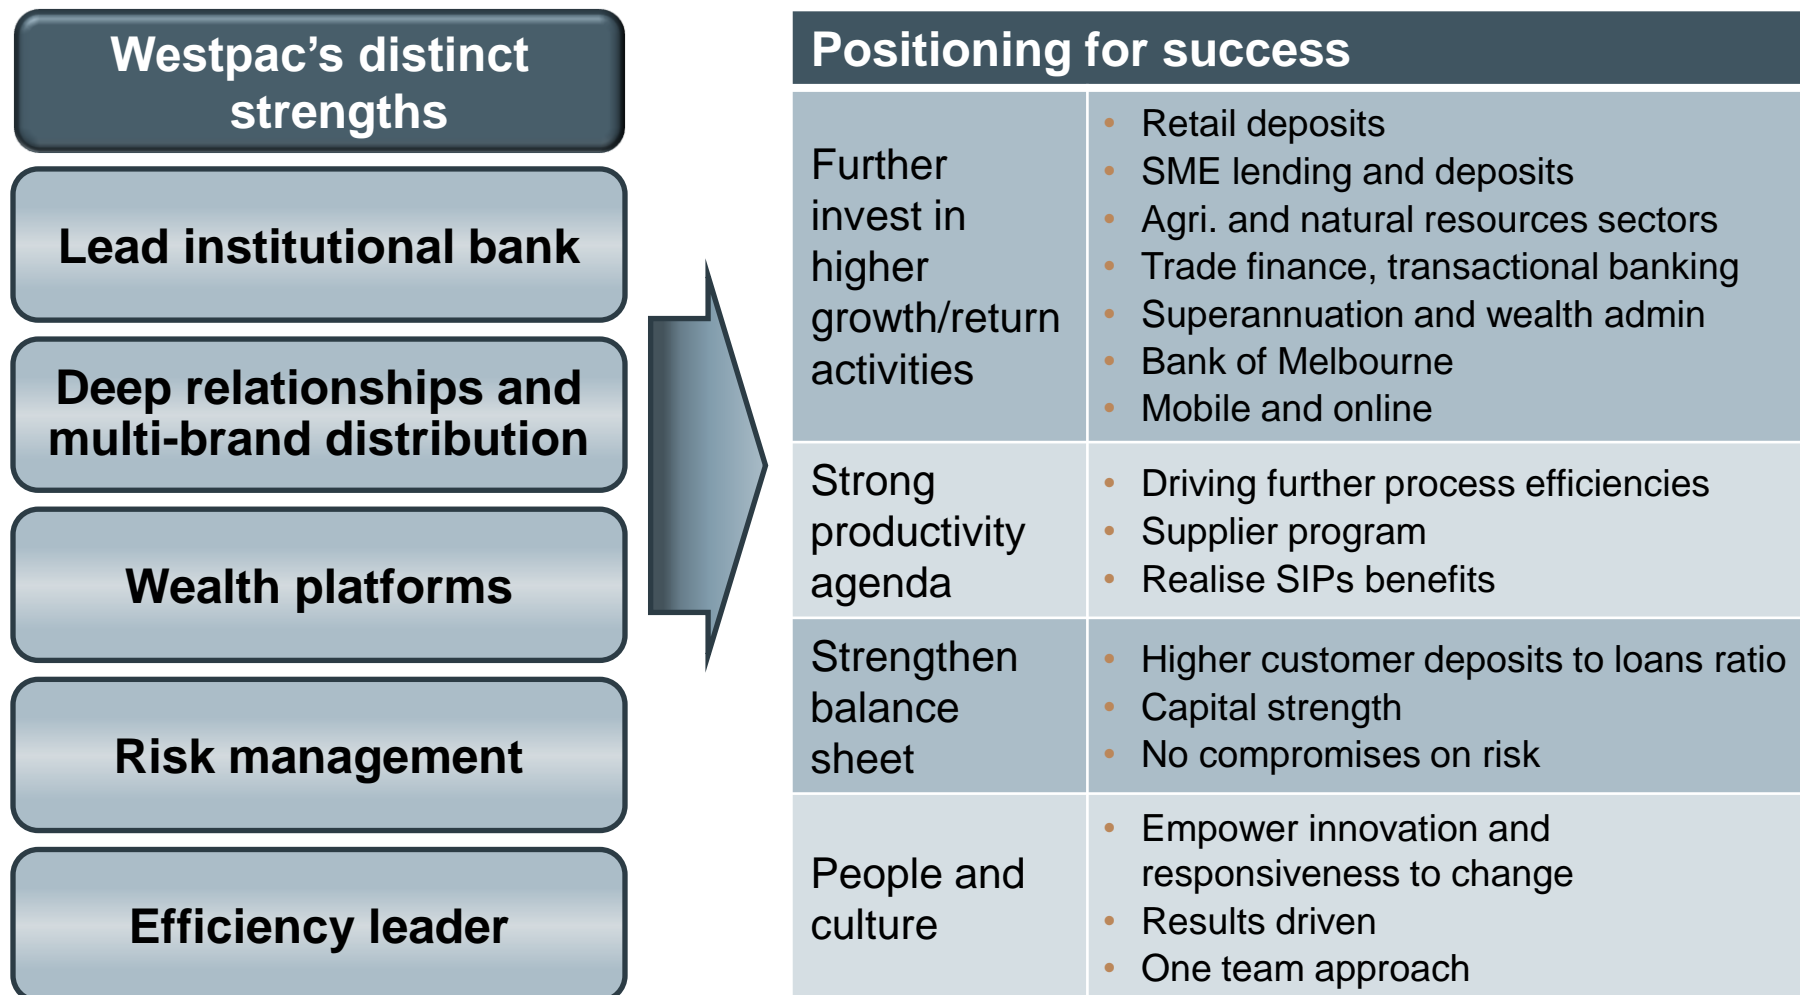 Westpac’s distinct
strengths
Lead institutional bank
Deep relationships and
multi-brand distribution
Wealth platforms
Risk management
Efficiency leader
Positioning for success
Further
invest in
higher
growth/return
activities
• Retail deposits
• SME lending and deposits
• Agri. and natural resources sectors
• Trade finance, transactional banking
• Superannuation and wealth admin
• Bank of Melbourne
• Mobile and online
Strong
productivity
agenda
• Driving further process efficiencies
• Supplier program
• Realise SIPs benefits
Strengthen
balance
sheet
• Higher customer deposits to loans ratio
• Capital strength
• No compromises on risk
People and
culture
• Empower innovation and
responsiveness to change
• Results driven
• One team approach